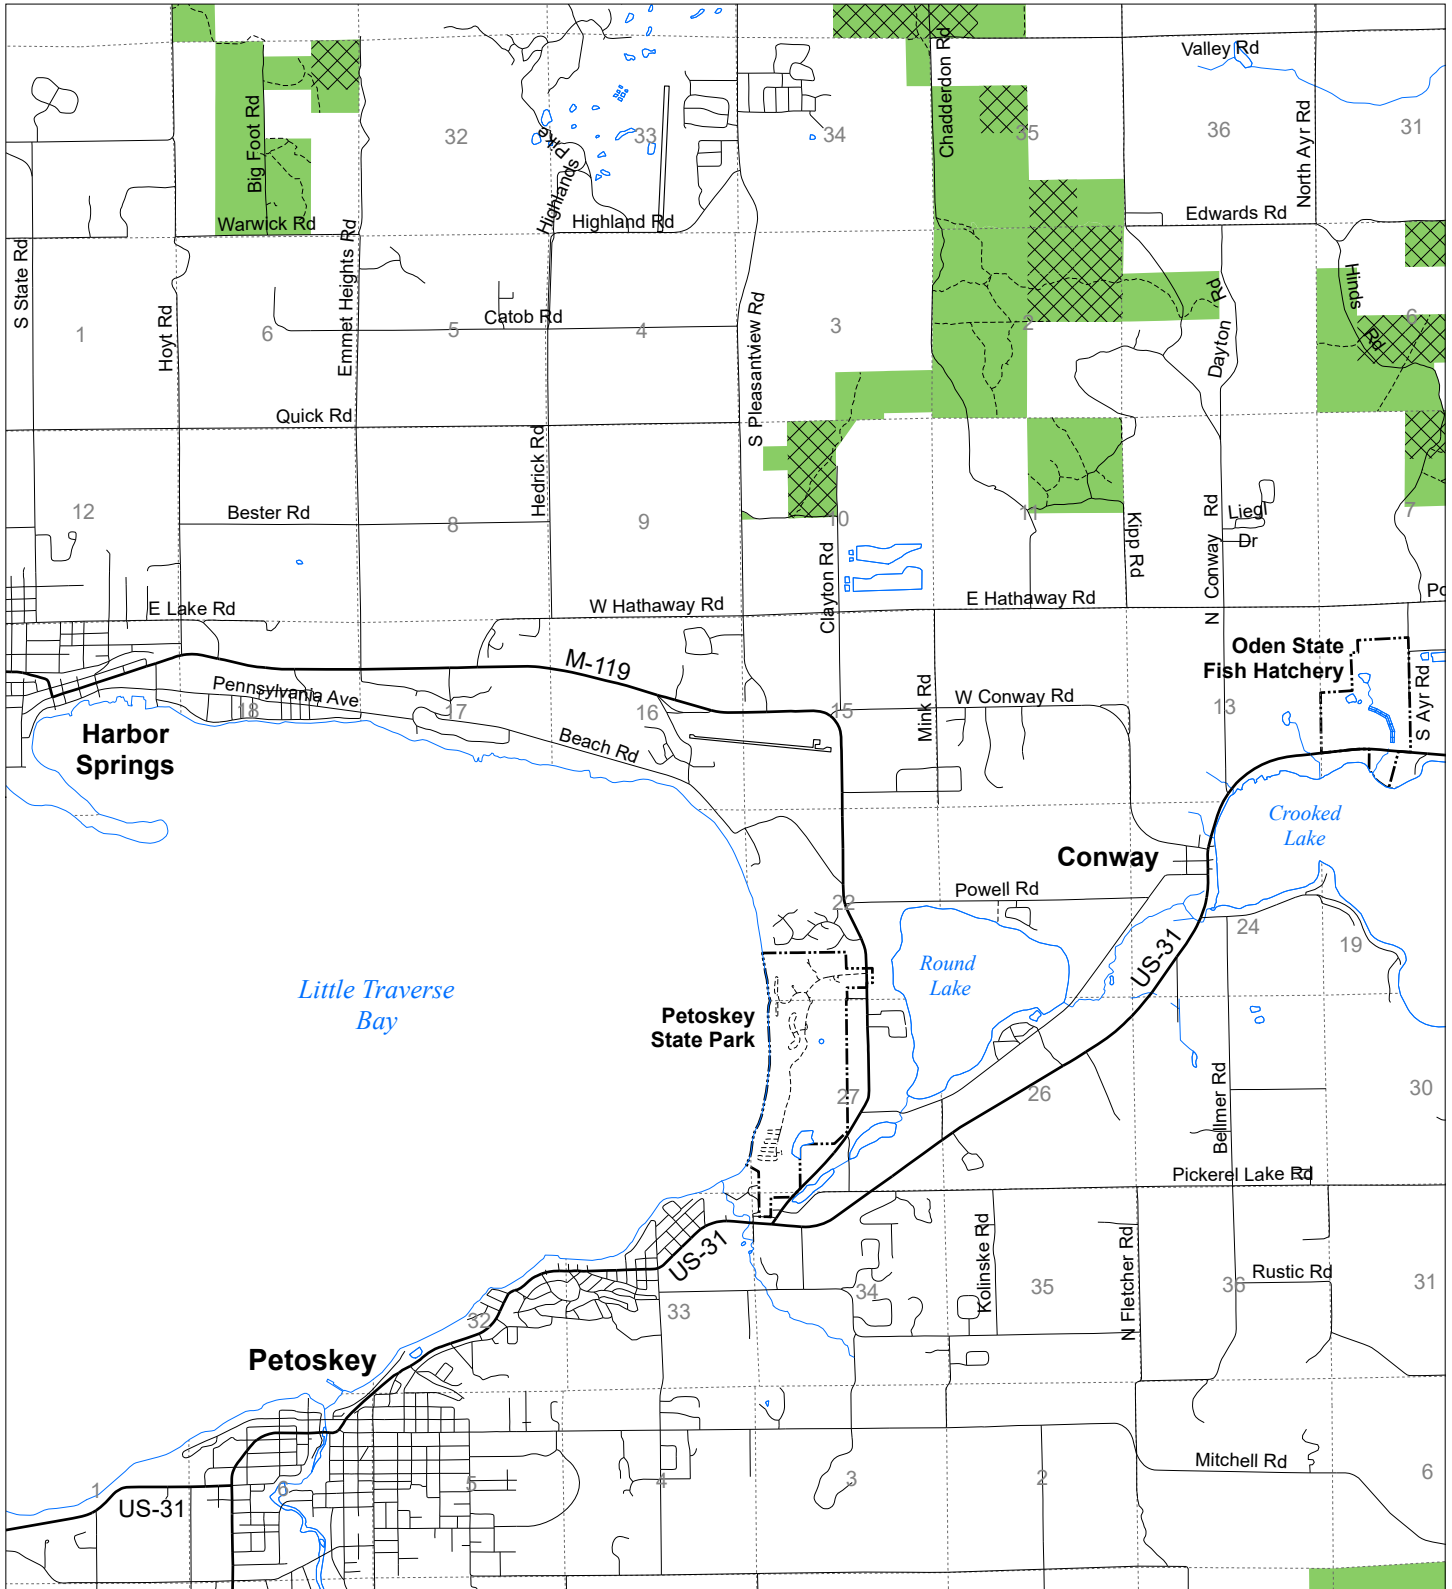 Valley Rd
Chadderdon Rd
Big Foot Rd
32
Highlands Pike
33
34
35
36
North Ayr Rd
31
Warwick Rd
Highland Rd
Edwards Rd
S State Rd
Hoyt Rd
Emmet Heights Rd
S Pleasantview Rd
Dayton Rd
Hinds Rd
1
6
5
Catob Rd
4
3
2
6
Quick Rd
Hedrick Rd
12
Bester Rd
8
9
10
11
Kipp Rd
N Conway Rd
Liegl
Dr
7
E Lake Rd
W Hathaway Rd
Clayton Rd
E Hathaway Rd
Po
Oden State
Fish Hatchery
M-119
Pennsylvania Ave
18
17
16
15
Mink Rd
W Conway Rd
13
S Ayr Rd
Harbor
Springs
Beach Rd
Crooked
Lake
Conway
22
Powell Rd
24
19
US-31
Round
Lake
Little Traverse
Bay
Petoskey
State Park
27
26
30
Bellmer Rd
Pickerel Lake Rd
Rd
US-31
Kolinske Rd
N Fletcher Rd
32
33
34
35
36
Rustic Rd
31
Petoskey
1
US-31
6
5
4
3
2
Mitchell Rd
6